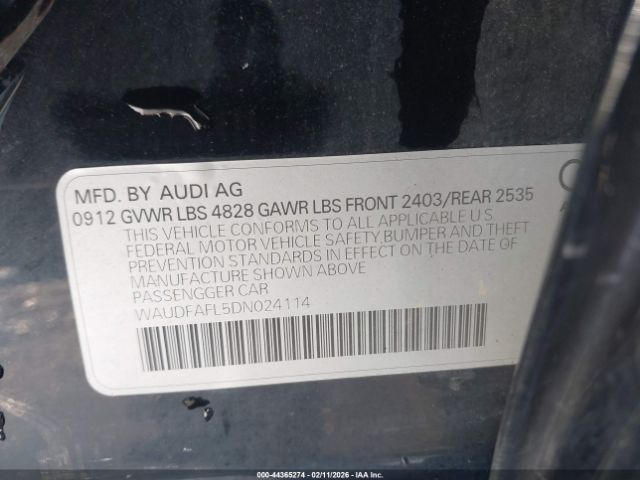 MFD. BY AUDI AG
0912 GVWR LBS 4828 GAWR LBS FRONT 2403/REAR 2535
THIS VEHICLE CONFORMS TO ALL APPLICABLE U S
FEDERAL MOTOR VEHICLE SAFETY,BUMPER AND THEFT
PREVENTION STANDARDS IN EFFECT ON THE DATE OF
MANUFACTURE SHOWN ABOVE
PASSENGGER CAR
WAUDFAFL5DN024114
000-44365274 - 02/11/2026 - IAA Inc.